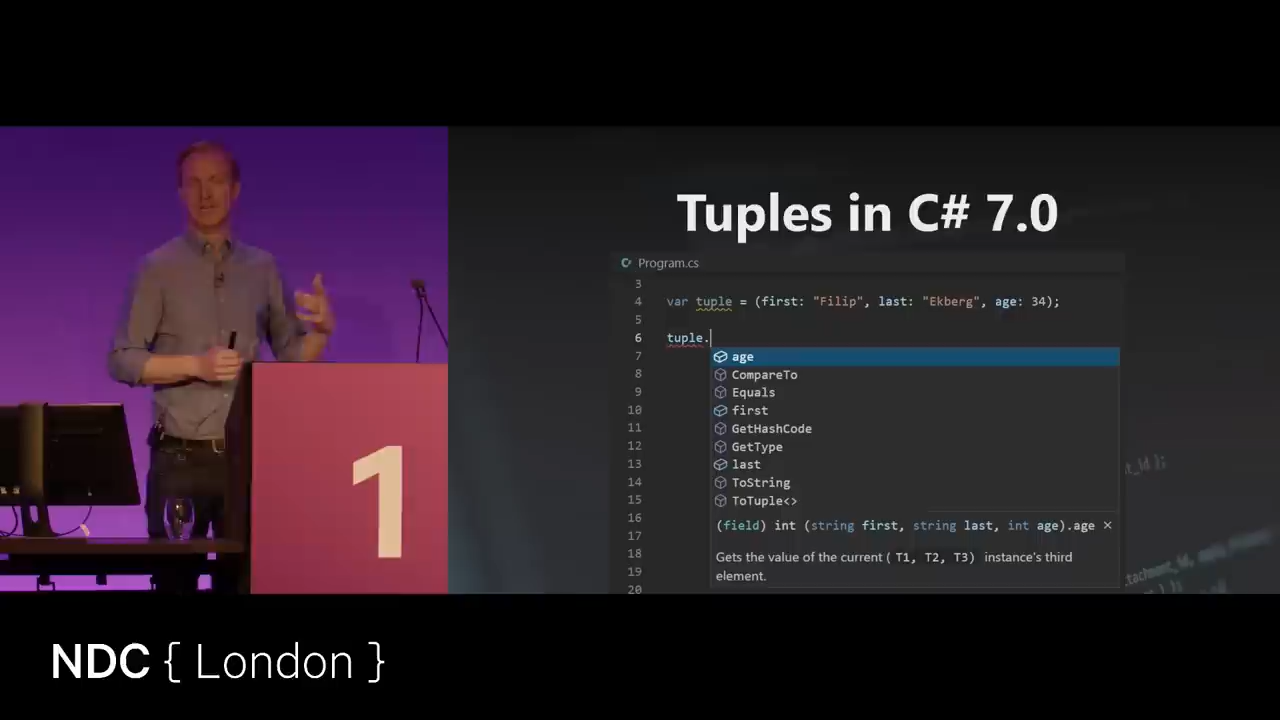 Tuples in C# 7.0
Program.cs
3
4 var tuple = (first: "Filip", last: "Ekberg", age: 34);
5
6 tuple.
7 age
8 CompareTo
9 Equals
10 first
11 GetHashCode
12 GetType
13 last
14 ToString
15 ToTuple<>
16 (field) int (string first, string last, int age).age ×
17
18 Gets the value of the current ( T1, T2, T3) instance's third
19 element.
20
t_id };
1
NDC { London }